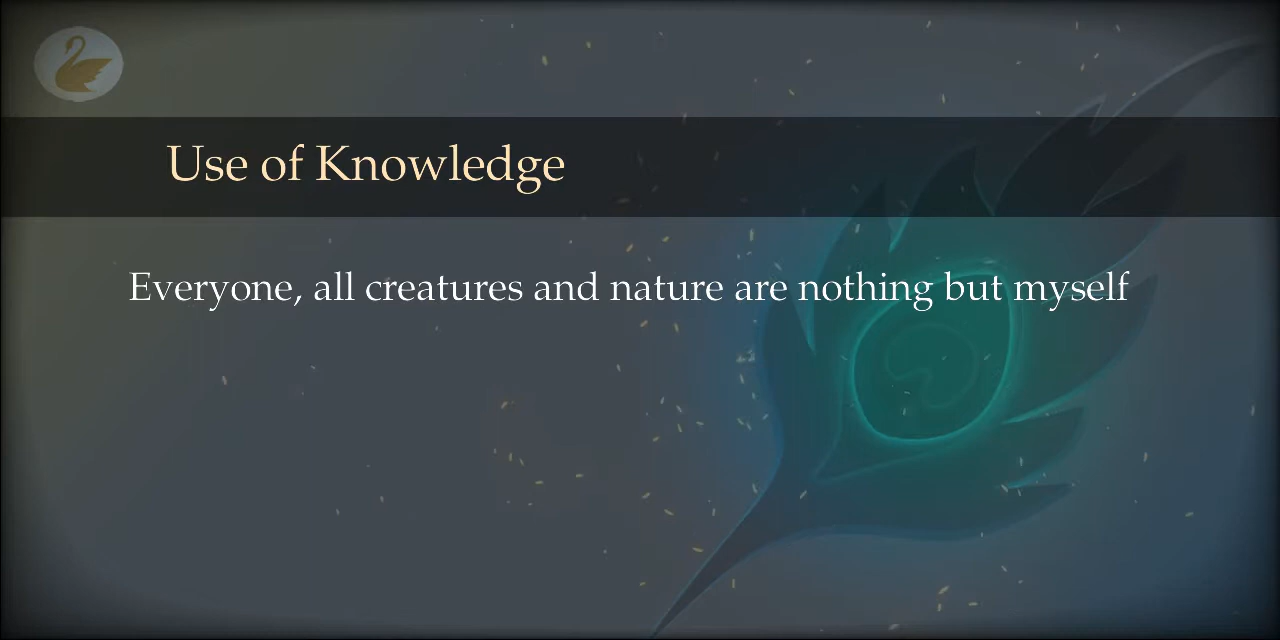 Use of Knowledge
Everyone, all creatures and nature are nothing but myself